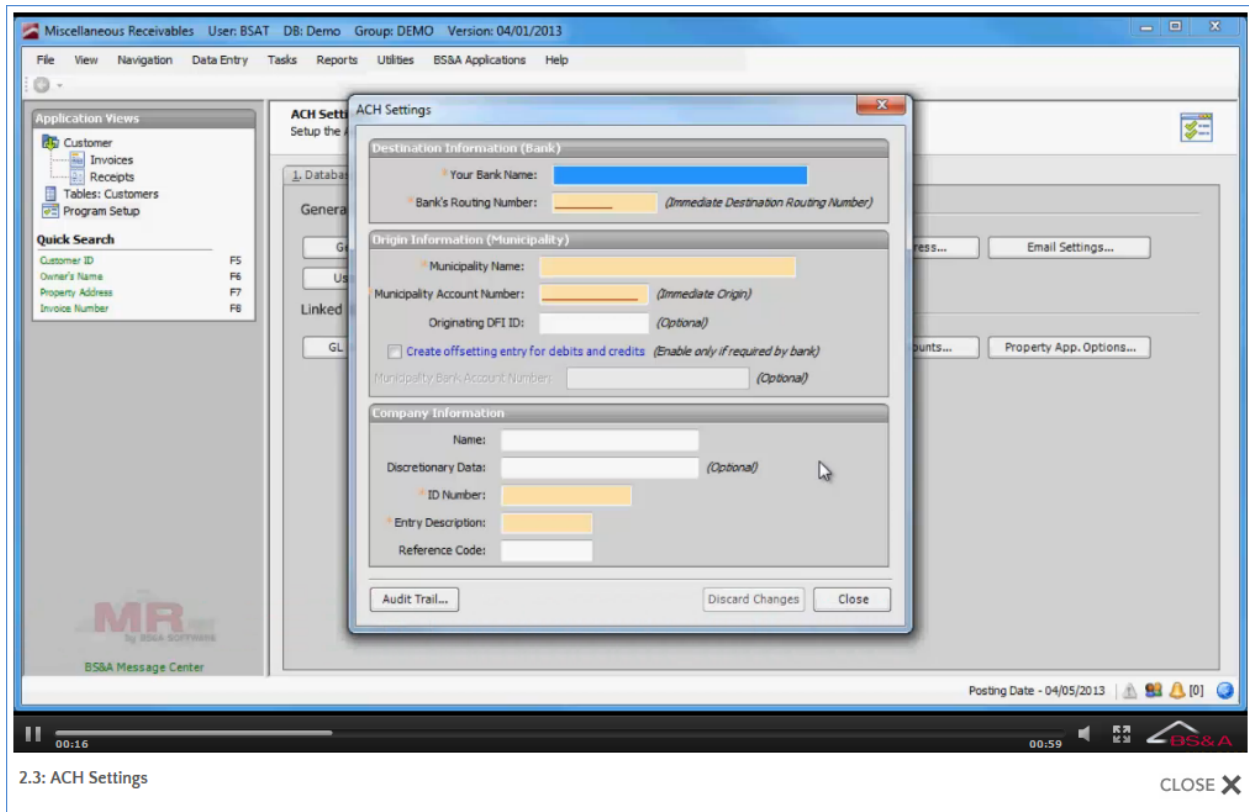 Miscellaneous Receivables User: BSAT DB: Demo Group: DEMO Version: 04/01/2013
File View Navigation Data Entry Tasks Reports Utilities BS&A Applications Help
Application Views
Customer
Invoices
Receipts
Tables: Customers
Program Setup
Quick Search
Customer ID F5
Owner's Name F6
Property Address F7
Invoice Number F8
MR
by BS&A SOFTWARE
BS&A Message Center
ACH Setti
Setup the A
1. Databas
Genera
Ge
ress...
Email Settings...
Us
Linked
GL
ounts...
Property App. Options...
ACH Settings
Destination Information (Bank)
* Your Bank Name:
* Bank's Routing Number: (Immediate Destination Routing Number)
Origin Information (Municipality)
* Municipality Name:
* Municipality Account Number: (Immediate Origin)
Originating DFI ID: (Optional)
Create offsetting entry for debits and credits (Enable only if required by bank)
Municipality Bank Account Number: (Optional)
Company Information
Name:
Discretionary Data: (Optional)
* ID Number:
* Entry Description:
Reference Code:
Audit Trail... Discard Changes Close
Posting Date - 04/05/2013 [0]
00:16 00:59 BS&A
2.3: ACH Settings CLOSE X